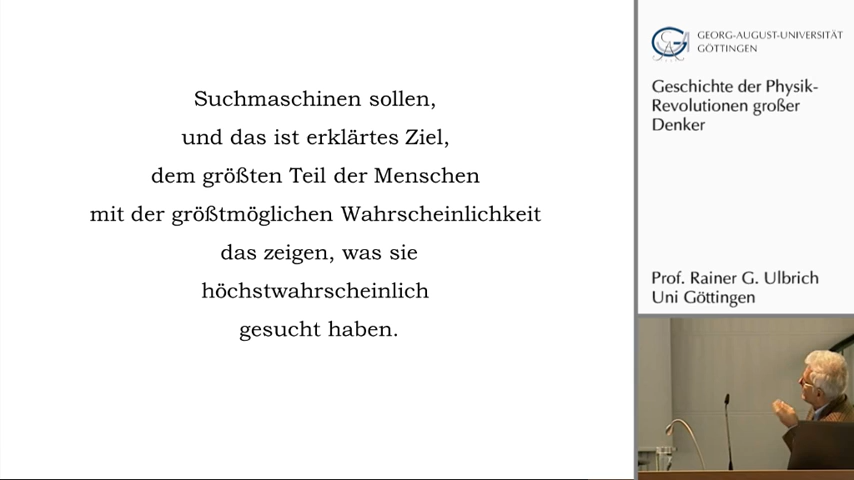 Suchmaschinen sollen,
und das ist erklärtes Ziel,
dem größten Teil der Menschen
mit der größtmöglichen Wahrscheinlichkeit
das zeigen, was sie
höchstwahrscheinlich
gesucht haben.
GEORG-AUGUST-UNIVERSITÄT
GÖTTINGEN
Geschichte der Physik-
Revolutionen großer
Denker
Prof. Rainer G. Ulbrich
Uni Göttingen